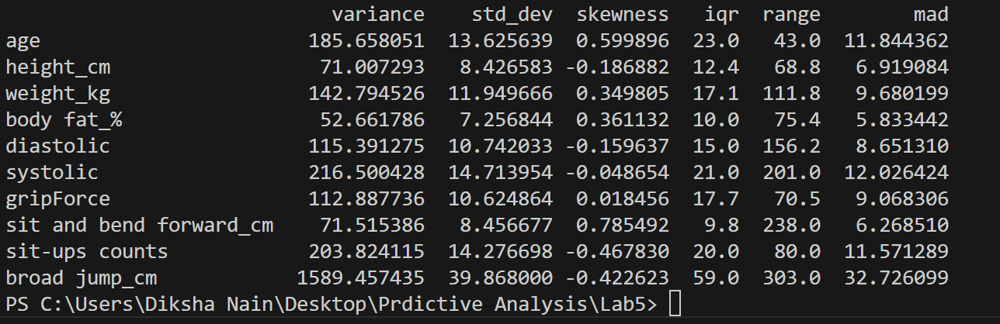 variance std_dev skewness iqr range mad
age 185.658051 13.625639 0.599896 23.0 43.0 11.844362
height_cm 71.007293 8.426583 -0.186882 12.4 68.8 6.919084
weight_kg 142.794526 11.949666 0.349805 17.1 111.8 9.680199
body fat_% 52.661786 7.256844 0.361132 10.0 75.4 5.833442
diastolic 115.391275 10.742033 -0.159637 15.0 156.2 8.651310
systolic 216.500428 14.713954 -0.048654 21.0 201.0 12.026424
gripForce 112.887736 10.624864 0.018456 17.7 70.5 9.068306
sit and bend forward_cm 71.515386 8.456677 0.785492 9.8 238.0 6.268510
sit-ups counts 203.824115 14.276698 -0.467830 20.0 80.0 11.571289
broad jump_cm 1589.457435 39.868000 -0.422623 59.0 303.0 32.726099
PS C:\Users\Diksha Nain\Desktop\Prdictive Analysis\Lab5>